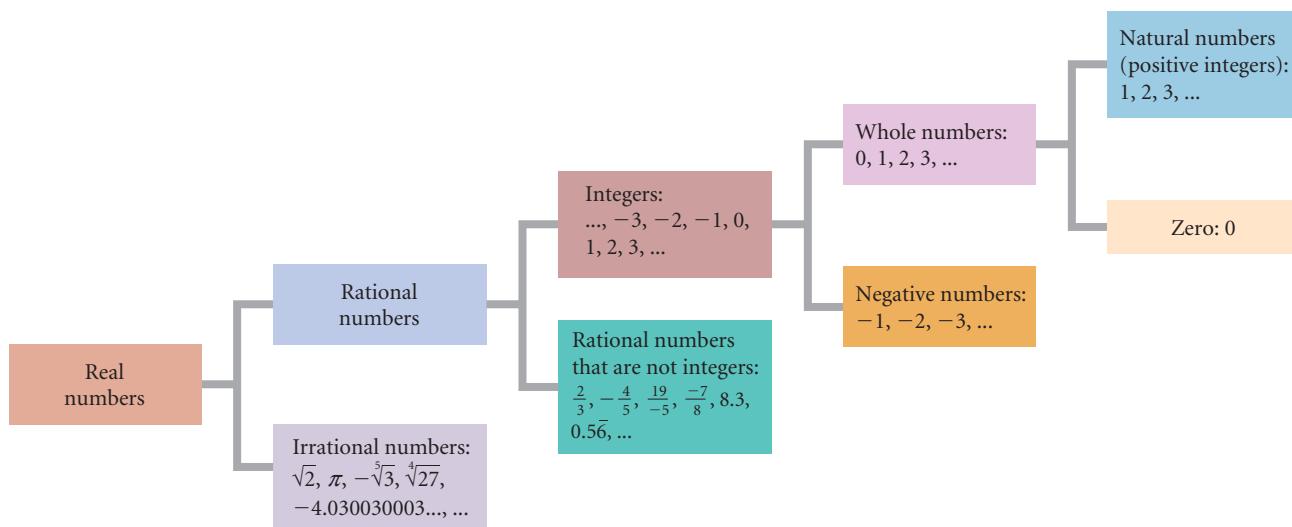 Real
numbers
Rational
numbers
Irrational numbers:
√2, π, −⁵√3, ⁴√27,
−4.030030003..., ...
Integers:
..., −3, −2, −1, 0,
1, 2, 3, ...
Rational numbers
that are not integers:
2/3, −4/5, 19/−5, −7/8, 8.3,
0.56̅, ...
Whole numbers:
0, 1, 2, 3, ...
Negative numbers:
−1, −2, −3, ...
Natural numbers
(positive integers):
1, 2, 3, ...
Zero: 0